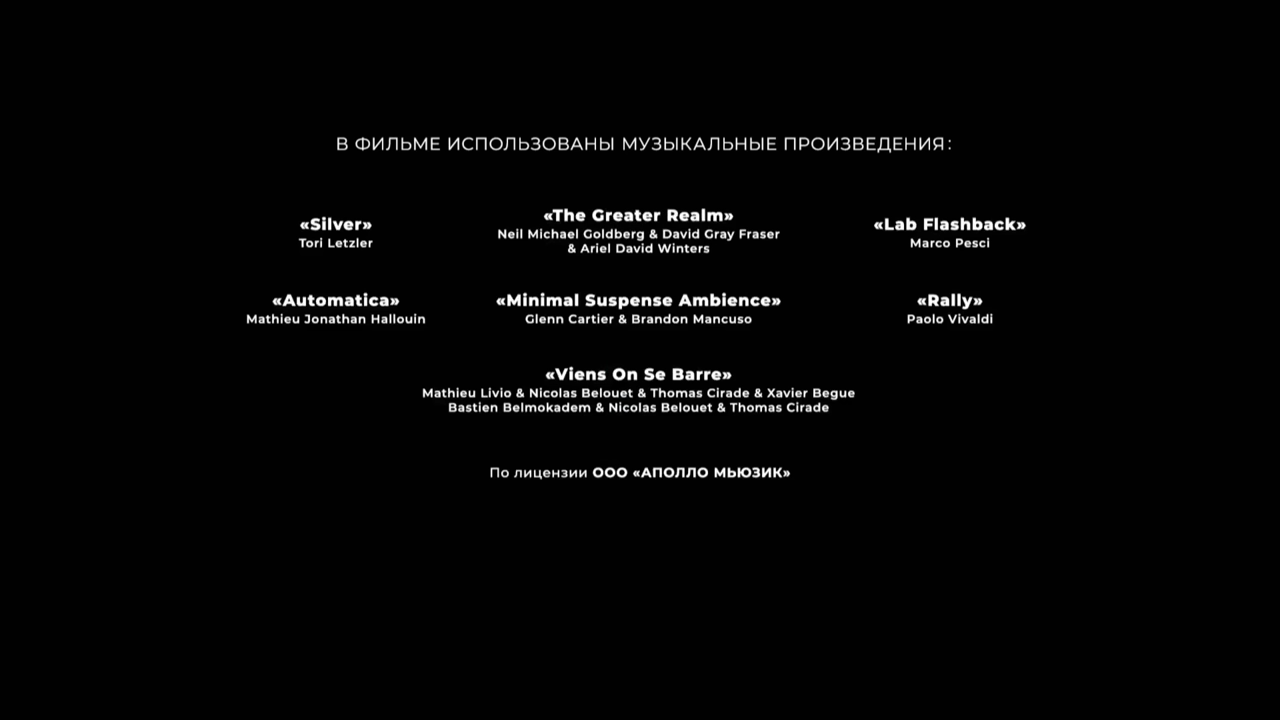 В ФИЛЬМЕ ИСПОЛЬЗОВАНЫ МУЗЫКАЛЬНЫЕ ПРОИЗВЕДЕНИЯ:
«Silver»
Tori Letzler
«The Greater Realm»
Neil Michael Goldberg & David Gray Fraser
& Ariel David Winters
«Lab Flashback»
Marco Pesci
«Automatica»
Mathieu Jonathan Hallouin
«Minimal Suspense Ambience»
Glenn Cartier & Brandon Mancuso
«Rally»
Paolo Vivaldi
«Viens On Se Barre»
Mathieu Livio & Nicolas Belouet & Thomas Cirade & Xavier Begue
Bastien Belmokadem & Nicolas Belouet & Thomas Cirade
По лицензии ООО «АПОЛЛО МЬЮЗИК»